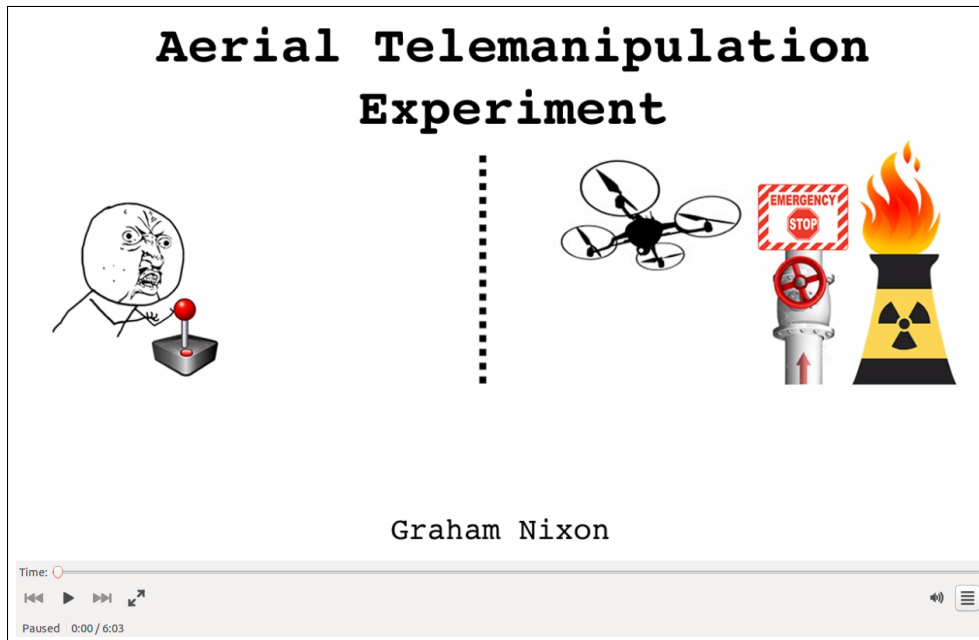 Aerial Telemanipulation
Experiment
EMERGENCY
STOP
Graham Nixon
Time:
Paused 0:00 / 6:03